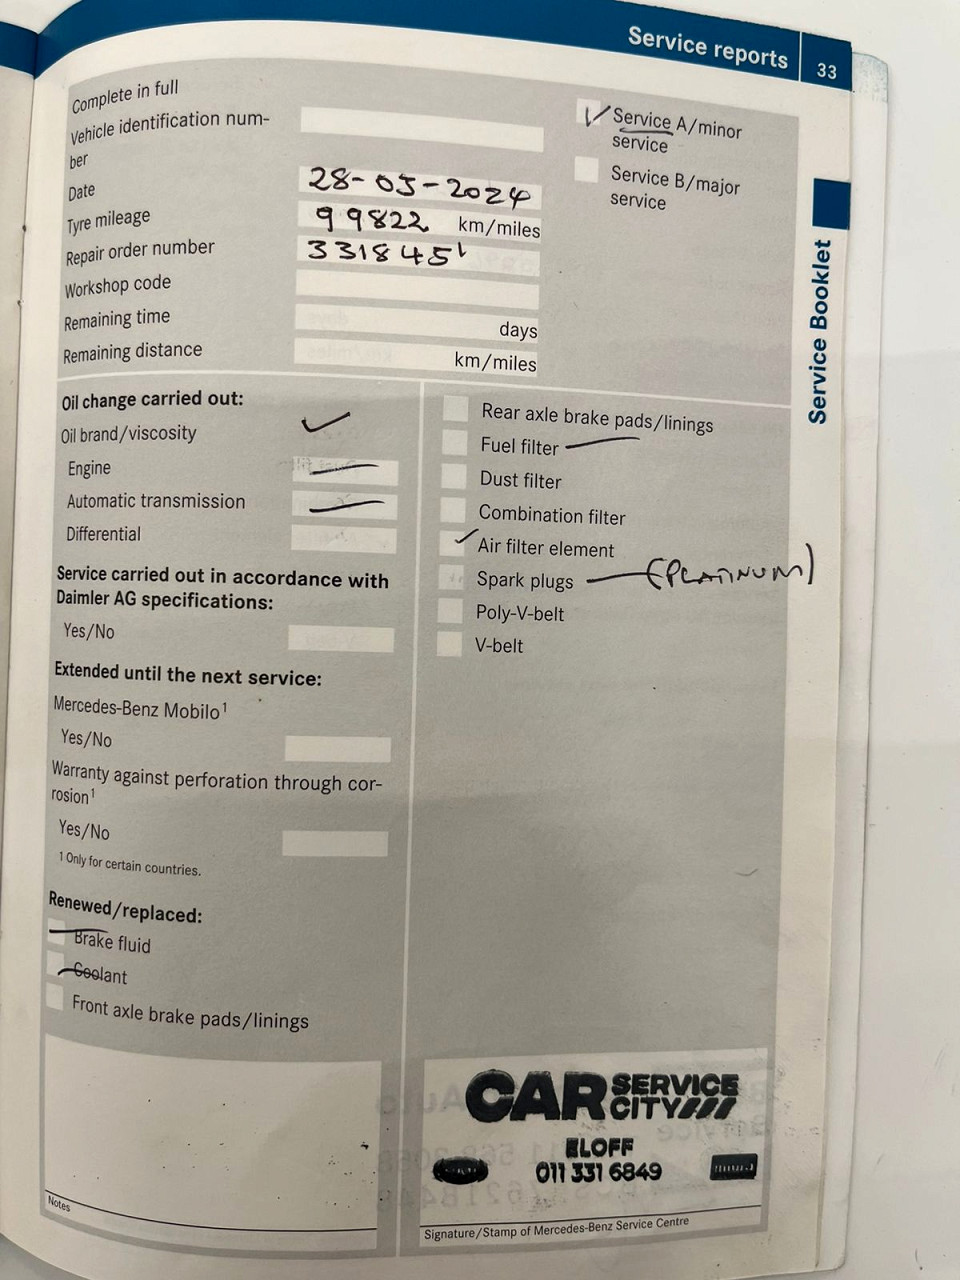 Service reports 33
Complete in full
Vehicle identification num-
ber
Date 28-05-2024
Tyre mileage 99822 km/miles
Repair order number 331845
Workshop code
Remaining time days
Remaining distance km/miles
Service A/minor
service
Service B/major
service
Service Booklet
Oil change carried out:
Oil brand/viscosity
Engine
Automatic transmission
Differential
Service carried out in accordance with
Daimler AG specifications:
Yes/No
Extended until the next service:
Mercedes-Benz Mobilo¹
Yes/No
Warranty against perforation through cor-
rosion¹
Yes/No
¹ Only for certain countries.
Renewed/replaced:
Brake fluid
Coolant
Front axle brake pads/linings
Rear axle brake pads/linings
Fuel filter
Dust filter
Combination filter
Air filter element
Spark plugs (PLATINUM)
Poly-V-belt
V-belt
Notes
CAR SERVICE
CITY
ELOFF
011 331 6849
Signature/Stamp of Mercedes-Benz Service Centre